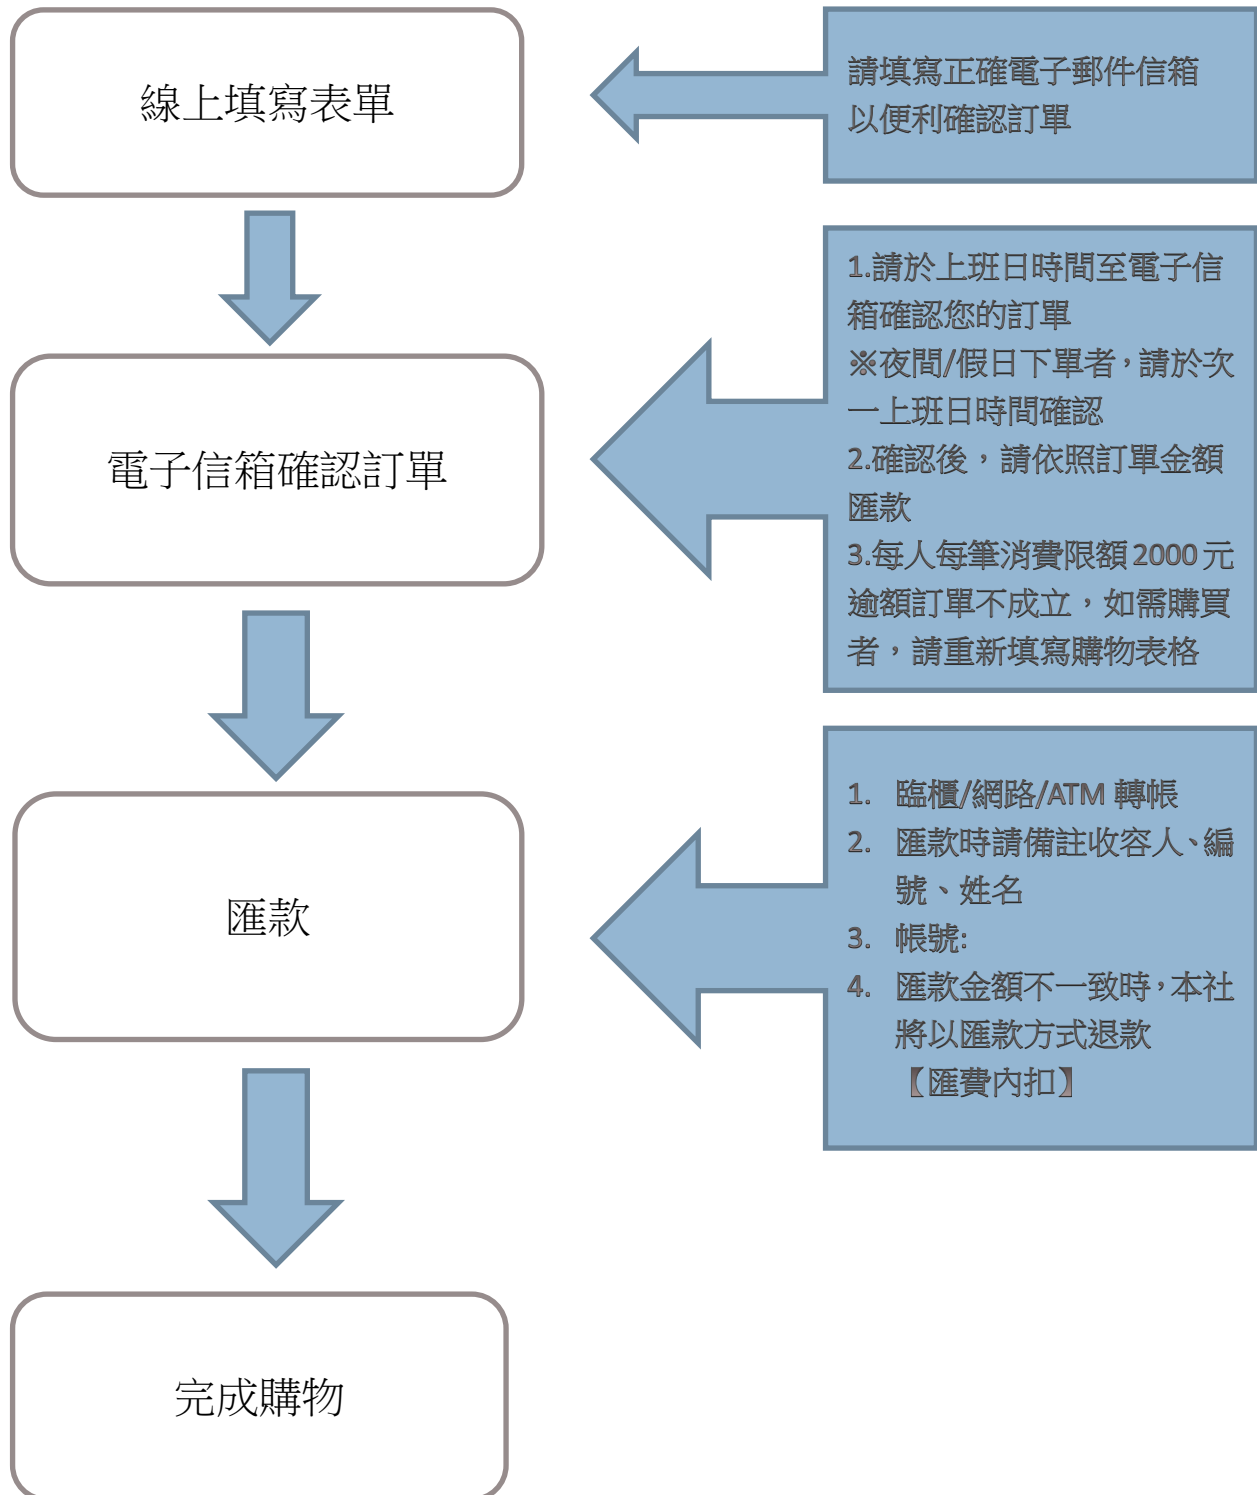 線上填寫表單
請填寫正確電子郵件信箱
以便利確認訂單
電子信箱確認訂單
1.請於上班日時間至電子信
箱確認您的訂單
※夜間/假日下單者，請於次
一上班日時間確認
2.確認後，請依照訂單金額
匯款
3.每人每筆消費限額2000元
逾額訂單不成立，如需購買
者，請重新填寫購物表格
匯款
1. 臨櫃/網路/ATM 轉帳
2. 匯款時請備註收容人、編
號、姓名
3. 帳號:
4. 匯款金額不一致時，本社
將以匯款方式退款
【匯費內扣】
完成購物